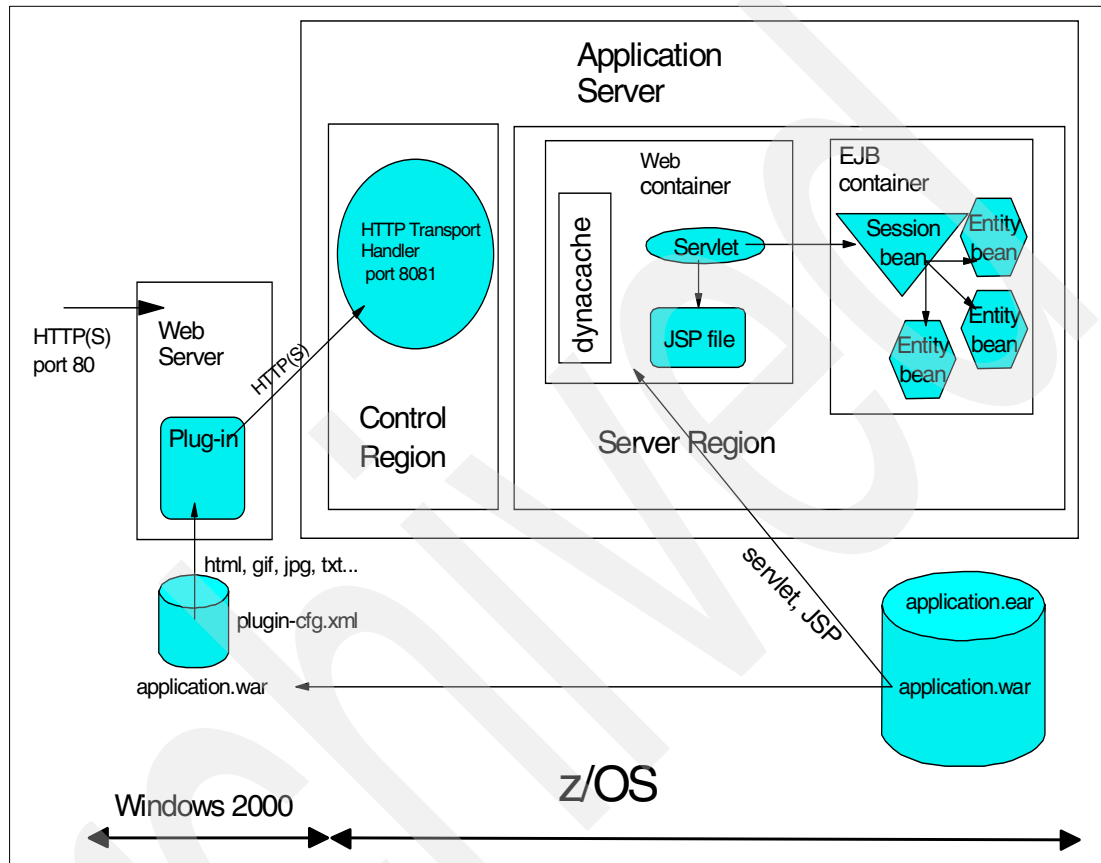 Application
Server
HTTP(S)
port 80
Web
Server
Plug-in
HTTP(S)
HTTP Transport
Handler
port 8081
Control
Region
Web
container
dynacache
Servlet
JSP file
EJB
container
Session
bean
Entity
bean
Entity
bean
Entity
bean
Server Region
html, gif, jpg, txt...
plugin-cfg.xml
application.war
servlet, JSP
application.ear
application.war
z/OS
Windows 2000